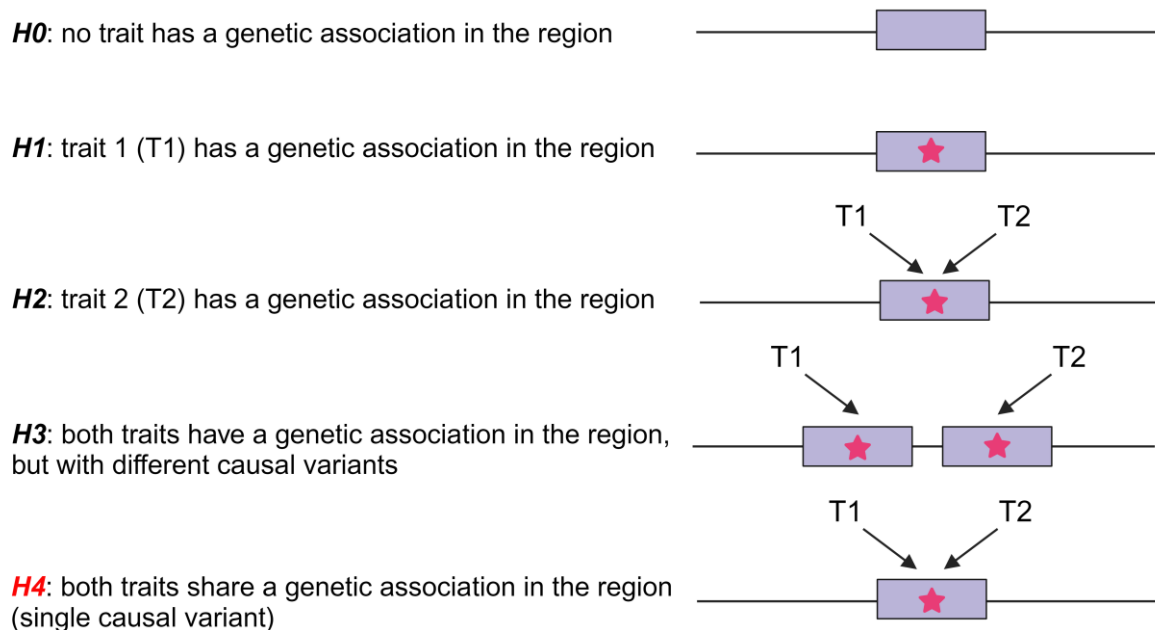 H0: no trait has a genetic association in the region
H1: trait 1 (T1) has a genetic association in the region
T1 T2
H2: trait 2 (T2) has a genetic association in the region
T1 T2
H3: both traits have a genetic association in the region,
but with different causal variants
T1 T2
H4: both traits share a genetic association in the region
(single causal variant)